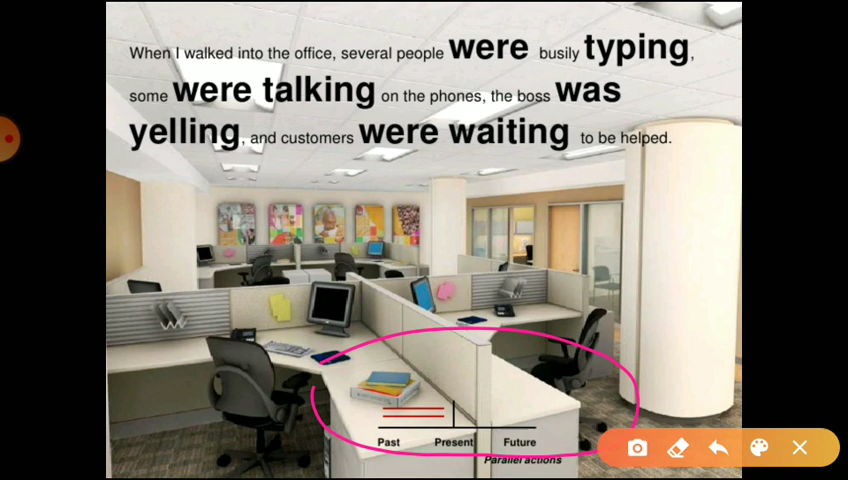 When I walked into the office, several people were busily typing,
some were talking on the phones, the boss was
yelling, and customers were waiting to be helped.
Past Present Future
Parallel actions